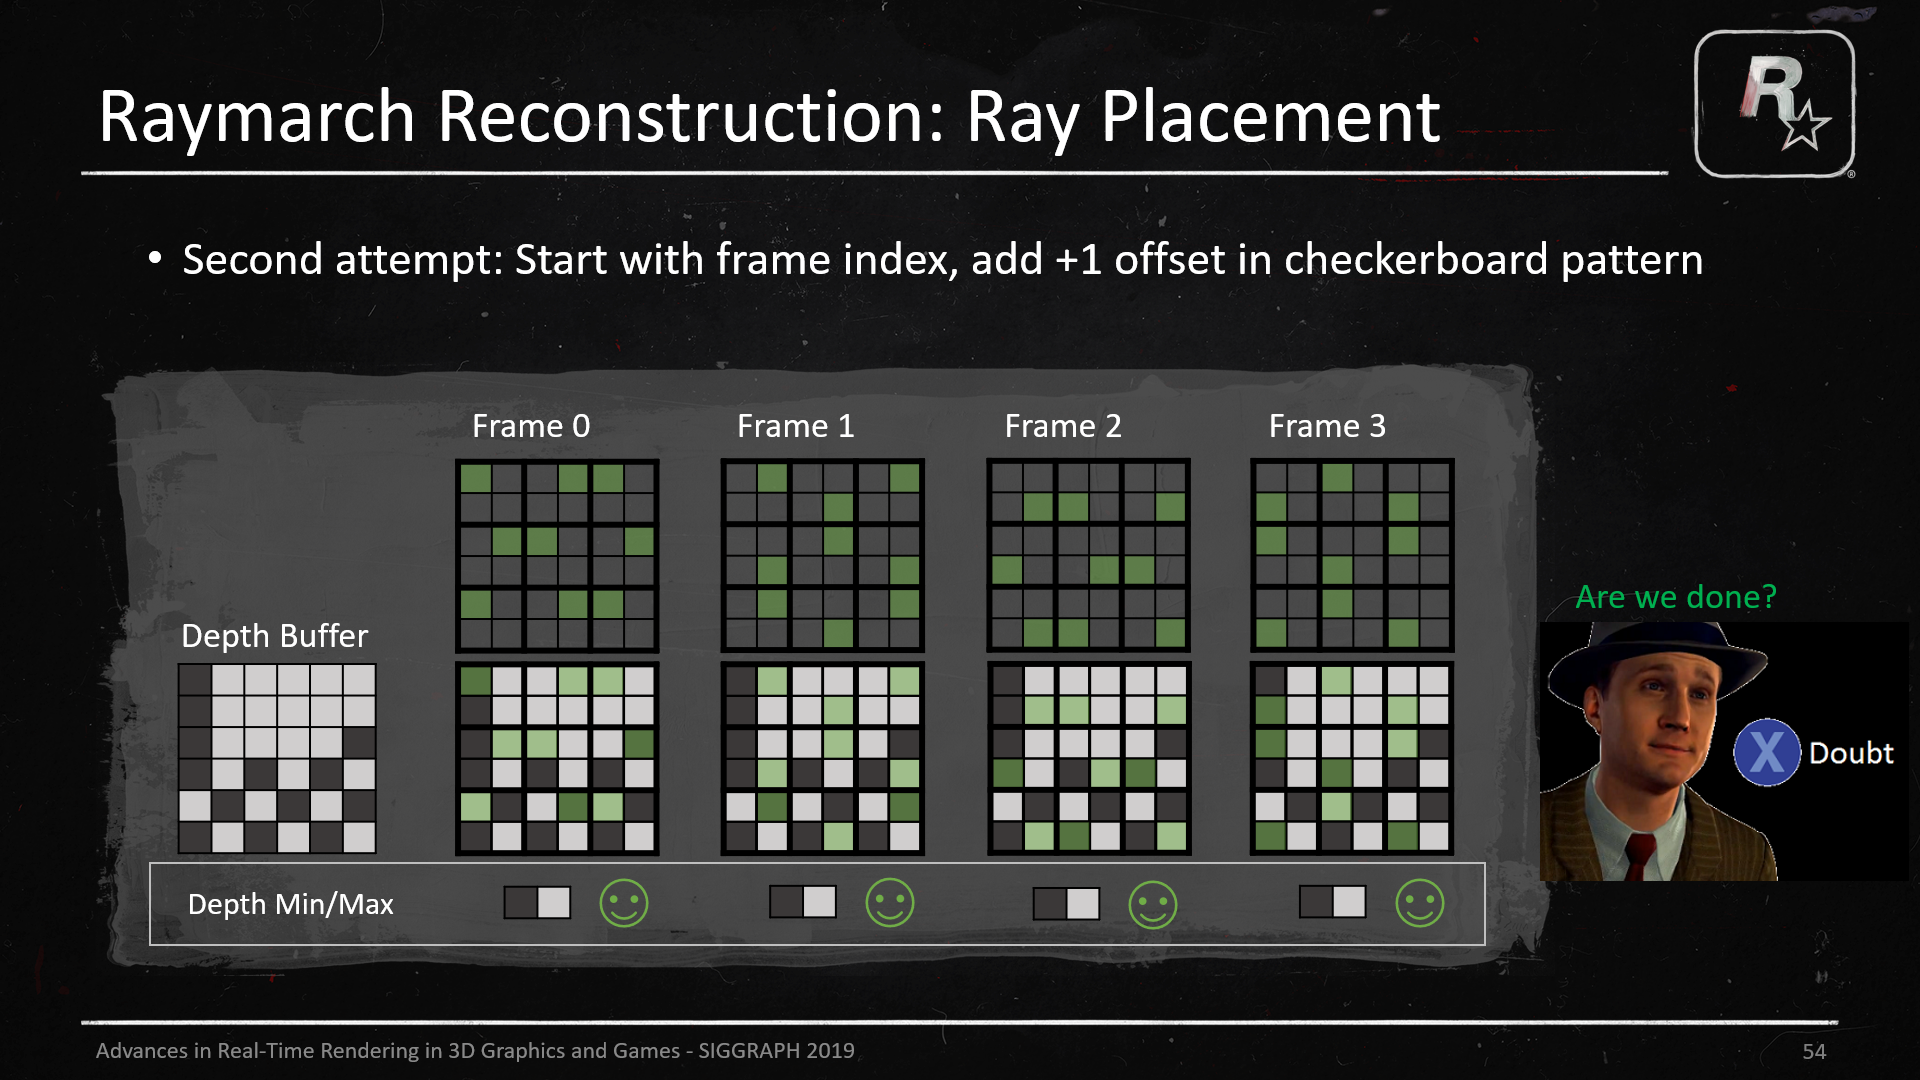 Raymarch Reconstruction: Ray Placement
R
®
• Second attempt: Start with frame index, add +1 offset in checkerboard pattern
Frame 0
Frame 1
Frame 2
Frame 3
Depth Buffer
Are we done?
X Doubt
Depth Min/Max
Advances in Real-Time Rendering in 3D Graphics and Games - SIGGRAPH 2019
54